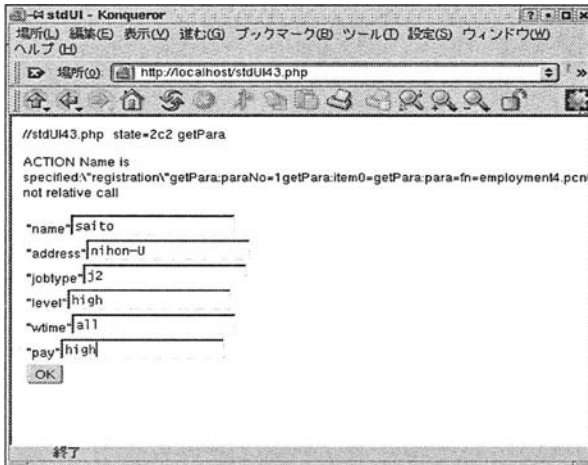 stdUI - Konqueror
場所(L) 編集(E) 表示(V) 進む(G) ブックマーク(B) ツール(T) 設定(S) ウィンドウ(W)
ヘルプ(H)
場所(o) http://localhost/stdUI43.php
//stdUI43.php state=2c2 getPara
ACTION Name is
specified:\"registration\"getPara:paraNo=1getPara:item0=getPara:para=fn=employment4.pcn
not relative call
"name" saito
"address" nihon-U
"jobtype" j2
"level" high
"wtime" all
"pay" high
OK
終了